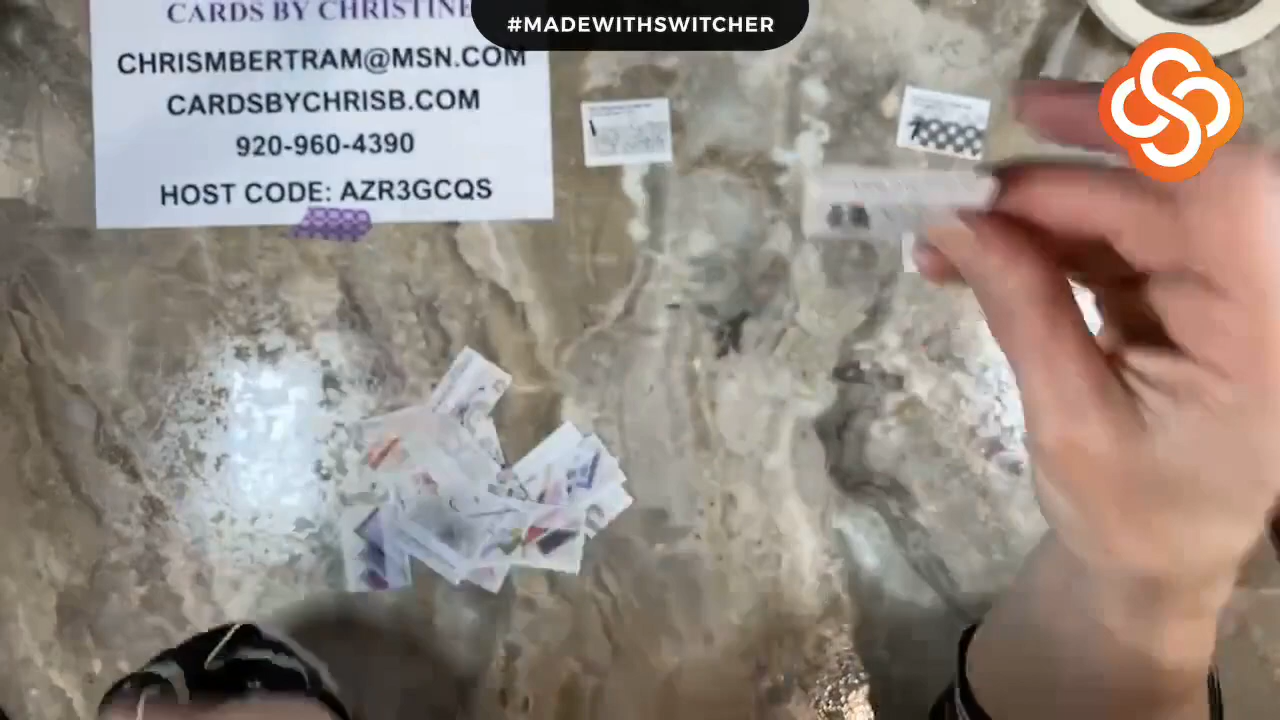 CARDS BY CHRISTINE
#MADEWITHSWITCHER
CHRISMBERTRAM@MSN.COM
CARDSBYCHRISB.COM
920-960-4390
HOST CODE: AZR3GCQS